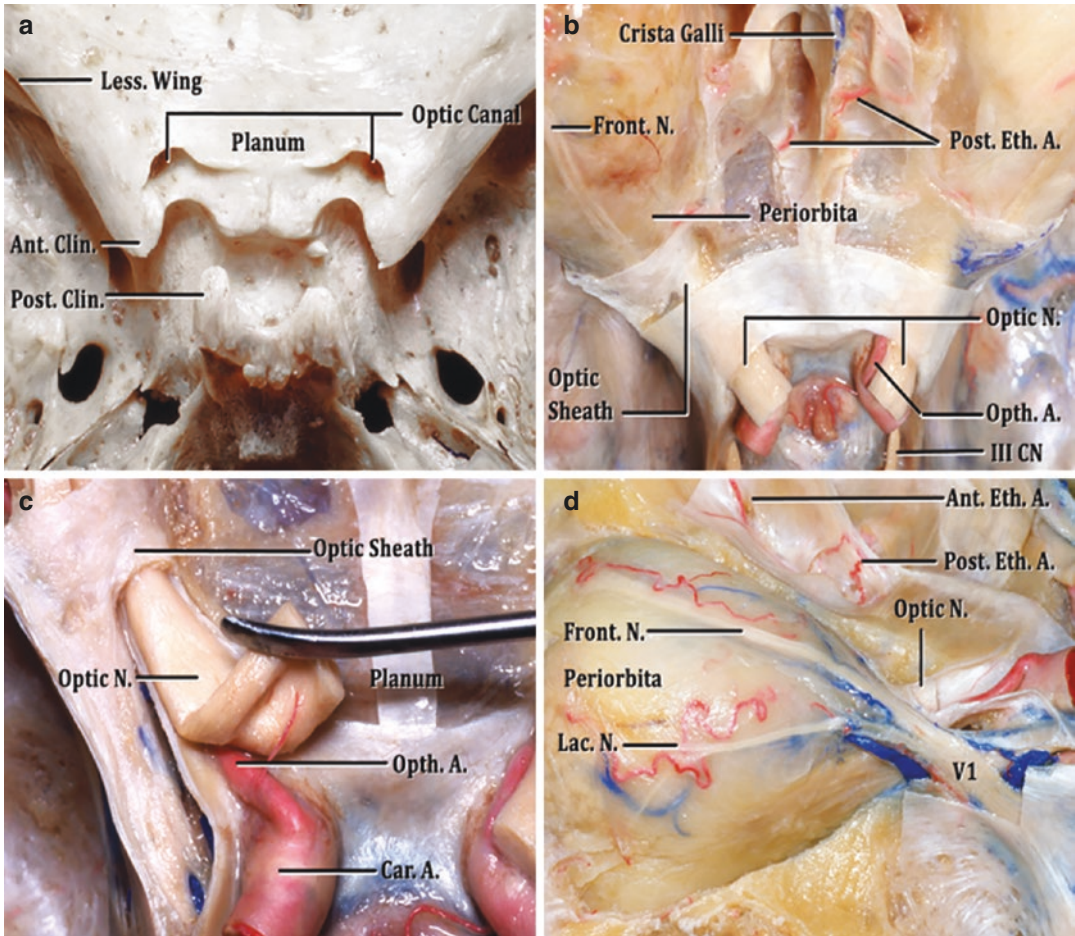 a
Less. Wing
Optic Canal
Planum
Ant. Clin.
Post. Clin.
b
Crista Galli
Front. N.
Post. Eth. A.
Periorbita
Optic N.
Optic
Sheath
Opth. A.
III CN
c
Optic Sheath
Optic N.
Planum
Opth. A.
Car. A.
d
Ant. Eth. A.
Post. Eth. A.
Optic N.
Front. N.
Periorbita
Lac. N.
V1